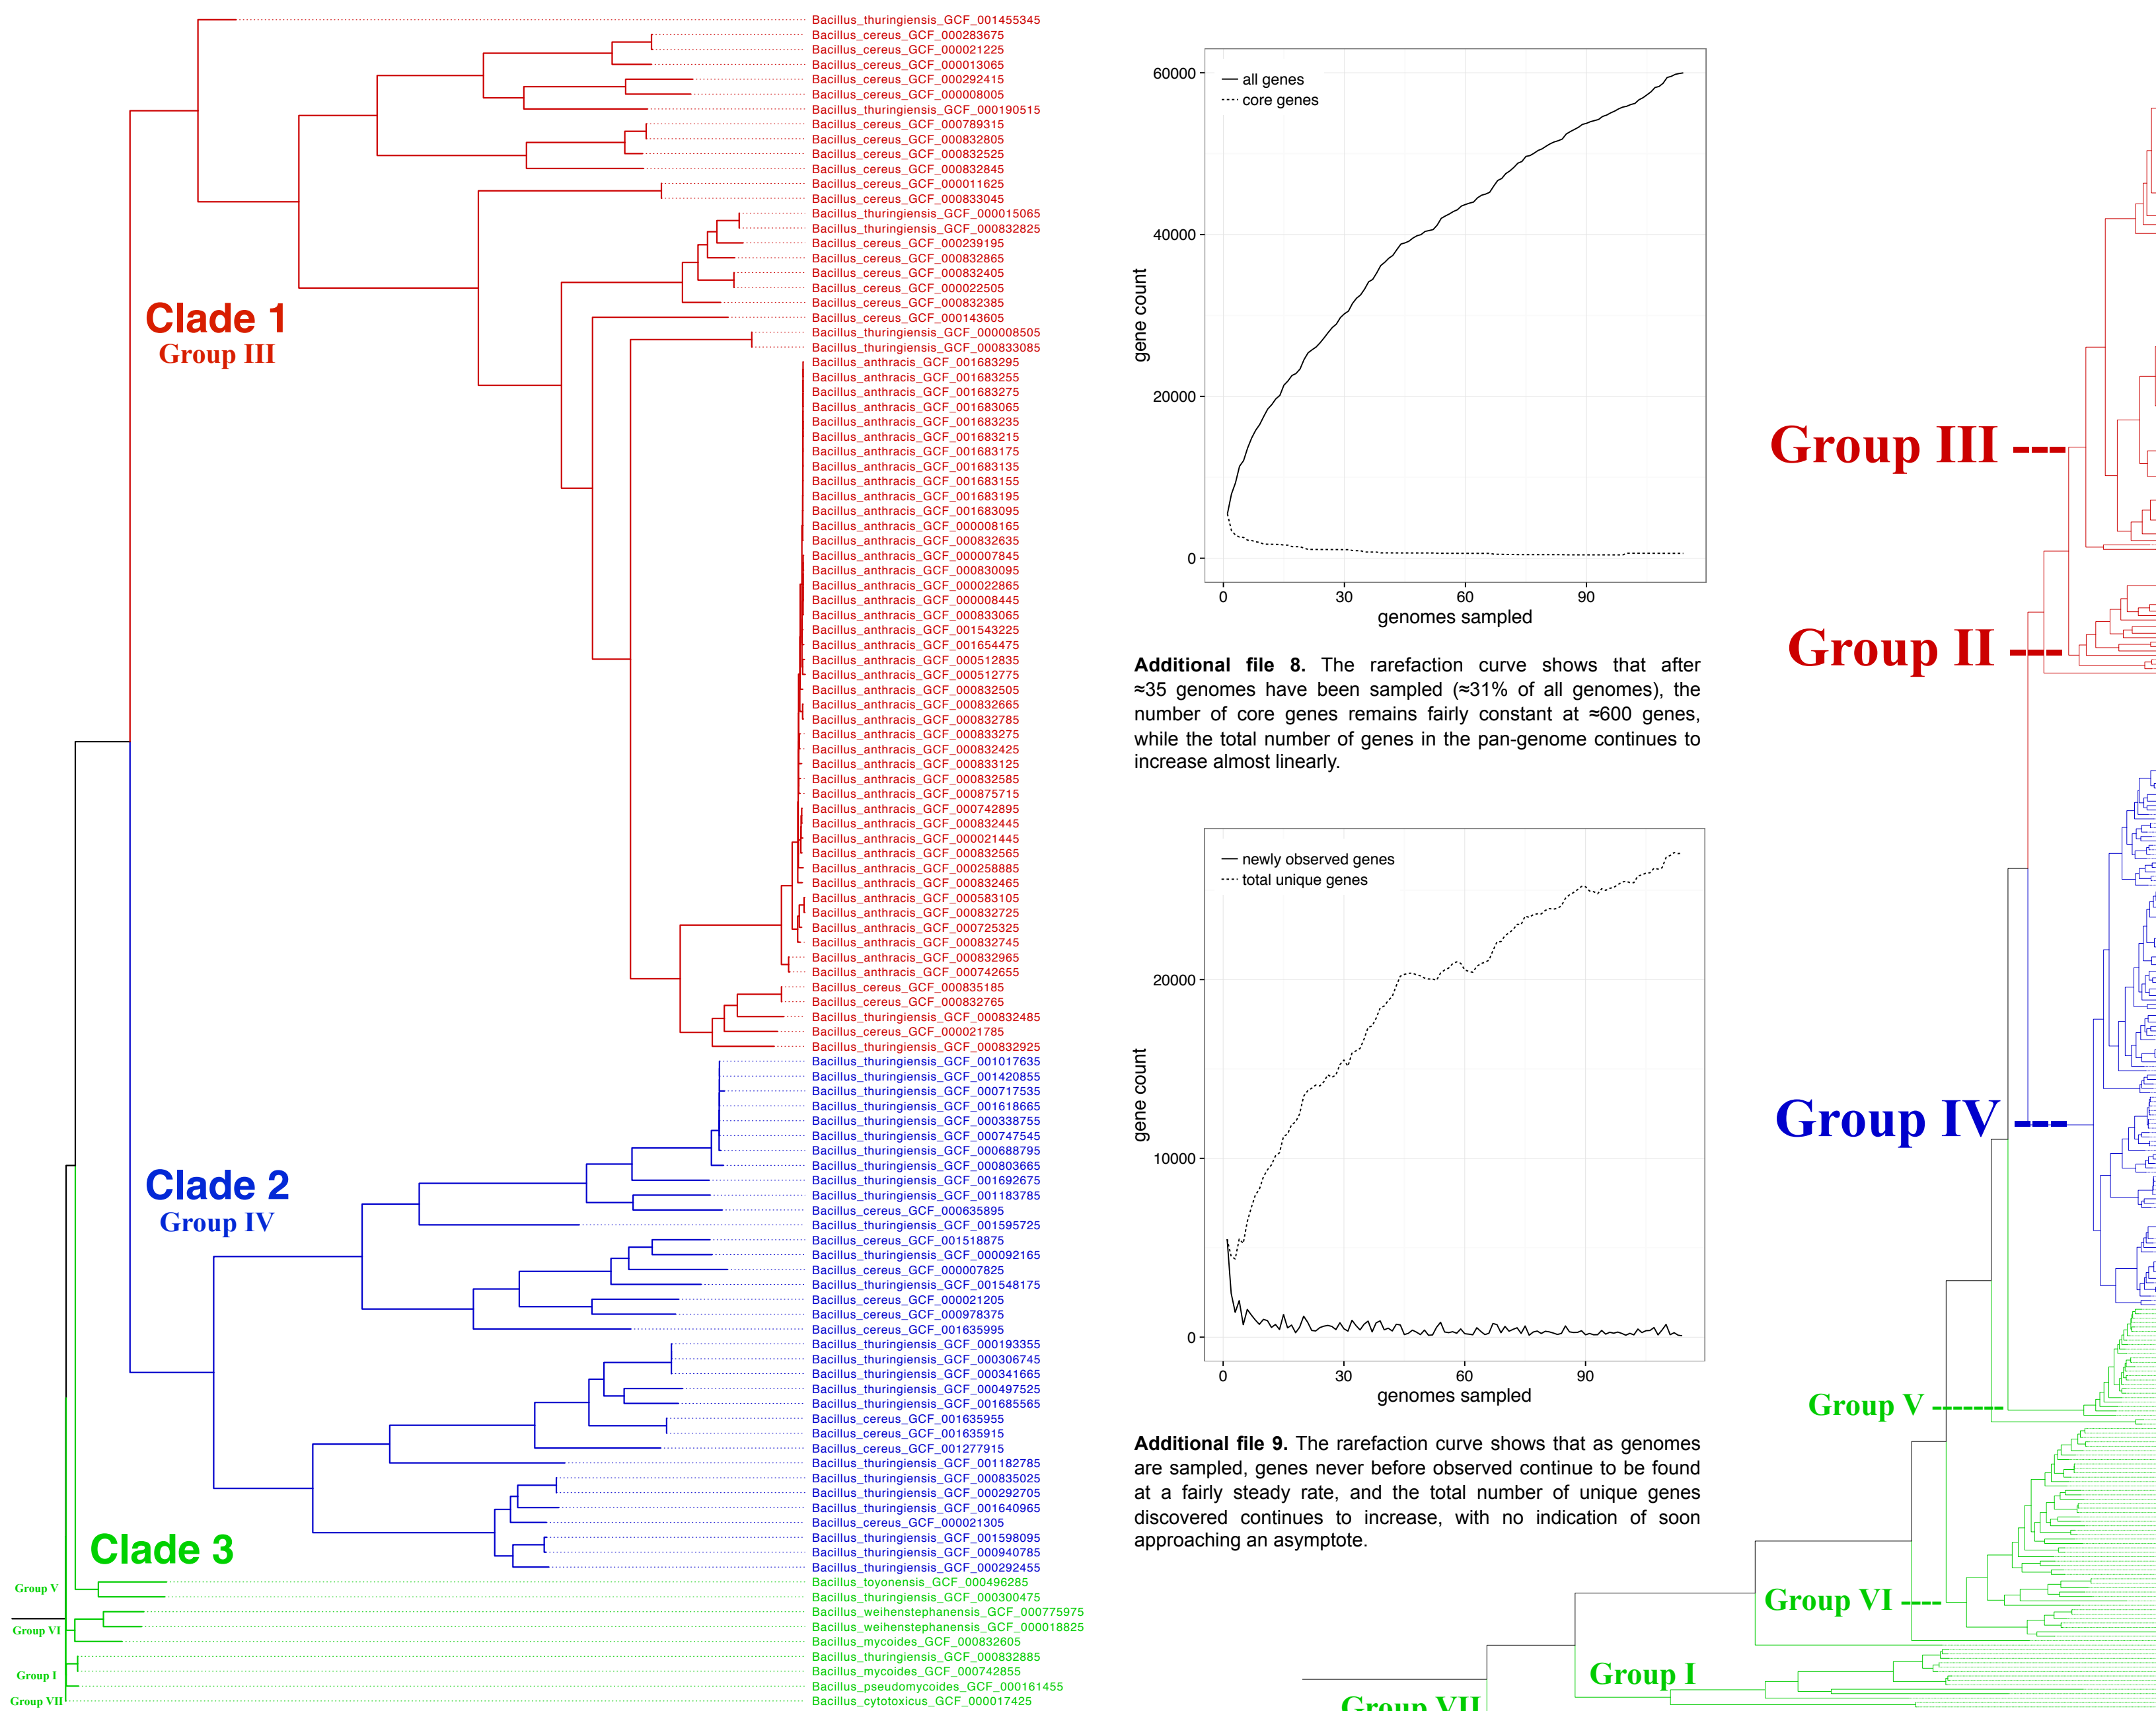 Bacillus_thuringiensis_GCF_001455345
Bacillus_cereus_GCF_000283675
Bacillus_cereus_GCF_000021225
Bacillus_cereus_GCF_000013065
Bacillus_cereus_GCF_000292415
Bacillus_cereus_GCF_000008005
Bacillus_thuringiensis_GCF_000190515
Bacillus_cereus_GCF_000789315
Bacillus_cereus_GCF_000832805
Bacillus_cereus_GCF_000832525
Bacillus_cereus_GCF_000832845
Bacillus_cereus_GCF_000011625
Bacillus_cereus_GCF_000833045
Bacillus_thuringiensis_GCF_000015065
Bacillus_thuringiensis_GCF_000832825
Bacillus_cereus_GCF_000239195
Bacillus_cereus_GCF_000832865
Bacillus_cereus_GCF_000832405
Bacillus_cereus_GCF_000022505
Bacillus_cereus_GCF_000832385
Bacillus_cereus_GCF_000143605
Bacillus_thuringiensis_GCF_000008505
Bacillus_thuringiensis_GCF_000833085
Bacillus_anthracis_GCF_001683295
Bacillus_anthracis_GCF_001683255
Bacillus_anthracis_GCF_001683275
Bacillus_anthracis_GCF_001683065
Bacillus_anthracis_GCF_001683235
Bacillus_anthracis_GCF_001683215
Bacillus_anthracis_GCF_001683175
Bacillus_anthracis_GCF_001683135
Bacillus_anthracis_GCF_001683155
Bacillus_anthracis_GCF_001683195
Bacillus_anthracis_GCF_001683095
Bacillus_anthracis_GCF_000008165
Bacillus_anthracis_GCF_000832635
Bacillus_anthracis_GCF_000007845
Bacillus_anthracis_GCF_000830095
Bacillus_anthracis_GCF_000022865
Bacillus_anthracis_GCF_000008445
Bacillus_anthracis_GCF_000833065
Bacillus_anthracis_GCF_001543225
Bacillus_anthracis_GCF_001654475
Bacillus_anthracis_GCF_000512835
Bacillus_anthracis_GCF_000512775
Bacillus_anthracis_GCF_000832505
Bacillus_anthracis_GCF_000832665
Bacillus_anthracis_GCF_000832785
Bacillus_anthracis_GCF_000833275
Bacillus_anthracis_GCF_000832425
Bacillus_anthracis_GCF_000833125
Bacillus_anthracis_GCF_000832585
Bacillus_anthracis_GCF_000875715
Bacillus_anthracis_GCF_000742895
Bacillus_anthracis_GCF_000832445
Bacillus_anthracis_GCF_000021445
Bacillus_anthracis_GCF_000832565
Bacillus_anthracis_GCF_000258885
Bacillus_anthracis_GCF_000832465
Bacillus_anthracis_GCF_000583105
Bacillus_anthracis_GCF_000832725
Bacillus_anthracis_GCF_000725325
Bacillus_anthracis_GCF_000832745
Bacillus_anthracis_GCF_000832965
Bacillus_anthracis_GCF_000742655
Bacillus_cereus_GCF_000835185
Bacillus_cereus_GCF_000832765
Bacillus_thuringiensis_GCF_000832485
Bacillus_cereus_GCF_000021785
Bacillus_thuringiensis_GCF_000832925
Bacillus_thuringiensis_GCF_001017635
Bacillus_thuringiensis_GCF_001420855
Bacillus_thuringiensis_GCF_000717535
Bacillus_thuringiensis_GCF_001618665
Bacillus_thuringiensis_GCF_000338755
Bacillus_thuringiensis_GCF_000747545
Bacillus_thuringiensis_GCF_000688795
Bacillus_thuringiensis_GCF_000803665
Bacillus_thuringiensis_GCF_001692675
Bacillus_thuringiensis_GCF_001183785
Bacillus_cereus_GCF_000635895
Bacillus_thuringiensis_GCF_001595725
Bacillus_cereus_GCF_001518875
Bacillus_thuringiensis_GCF_000092165
Bacillus_cereus_GCF_000007825
Bacillus_thuringiensis_GCF_001548175
Bacillus_cereus_GCF_000021205
Bacillus_cereus_GCF_000978375
Bacillus_cereus_GCF_001635995
Bacillus_thuringiensis_GCF_000193355
Bacillus_thuringiensis_GCF_000306745
Bacillus_thuringiensis_GCF_000341665
Bacillus_thuringiensis_GCF_000497525
Bacillus_thuringiensis_GCF_001685565
Bacillus_cereus_GCF_001635955
Bacillus_cereus_GCF_001635915
Bacillus_cereus_GCF_001277915
Bacillus_thuringiensis_GCF_001182785
Bacillus_thuringiensis_GCF_000835025
Bacillus_thuringiensis_GCF_000292705
Bacillus_thuringiensis_GCF_001640965
Bacillus_cereus_GCF_000021305
Bacillus_thuringiensis_GCF_001598095
Bacillus_thuringiensis_GCF_000940785
Bacillus_thuringiensis_GCF_000292455
Bacillus_toyonensis_GCF_000496285
Bacillus_thuringiensis_GCF_000300475
Bacillus_weihenstephanensis_GCF_000775975
Bacillus_weihenstephanensis_GCF_000018825
Bacillus_mycoides_GCF_000832605
Bacillus_thuringiensis_GCF_000832885
Bacillus_mycoides_GCF_000742855
Bacillus_pseudomycoides_GCF_000161455
Bacillus_cytotoxicus_GCF_000017425
Clade 1
Group III
Clade 2
Group IV
Clade 3
Group V
Group VI
Group I
Group VII
all genes
core genes
60000
40000
20000
0
gene count
0 30 60 90
genomes sampled
Additional file 8. The rarefaction curve shows that after
≈35 genomes have been sampled (≈31% of all genomes), the
number of core genes remains fairly constant at ≈600 genes,
while the total number of genes in the pan-genome continues to
increase almost linearly.
newly observed genes
total unique genes
20000
10000
0
gene count
0 30 60 90
genomes sampled
Additional file 9. The rarefaction curve shows that as genomes
are sampled, genes never before observed continue to be found
at a fairly steady rate, and the total number of unique genes
discovered continues to increase, with no indication of soon
approaching an asymptote.
Group III
Group II
Group IV
Group V
Group VI
Group I
Group VII